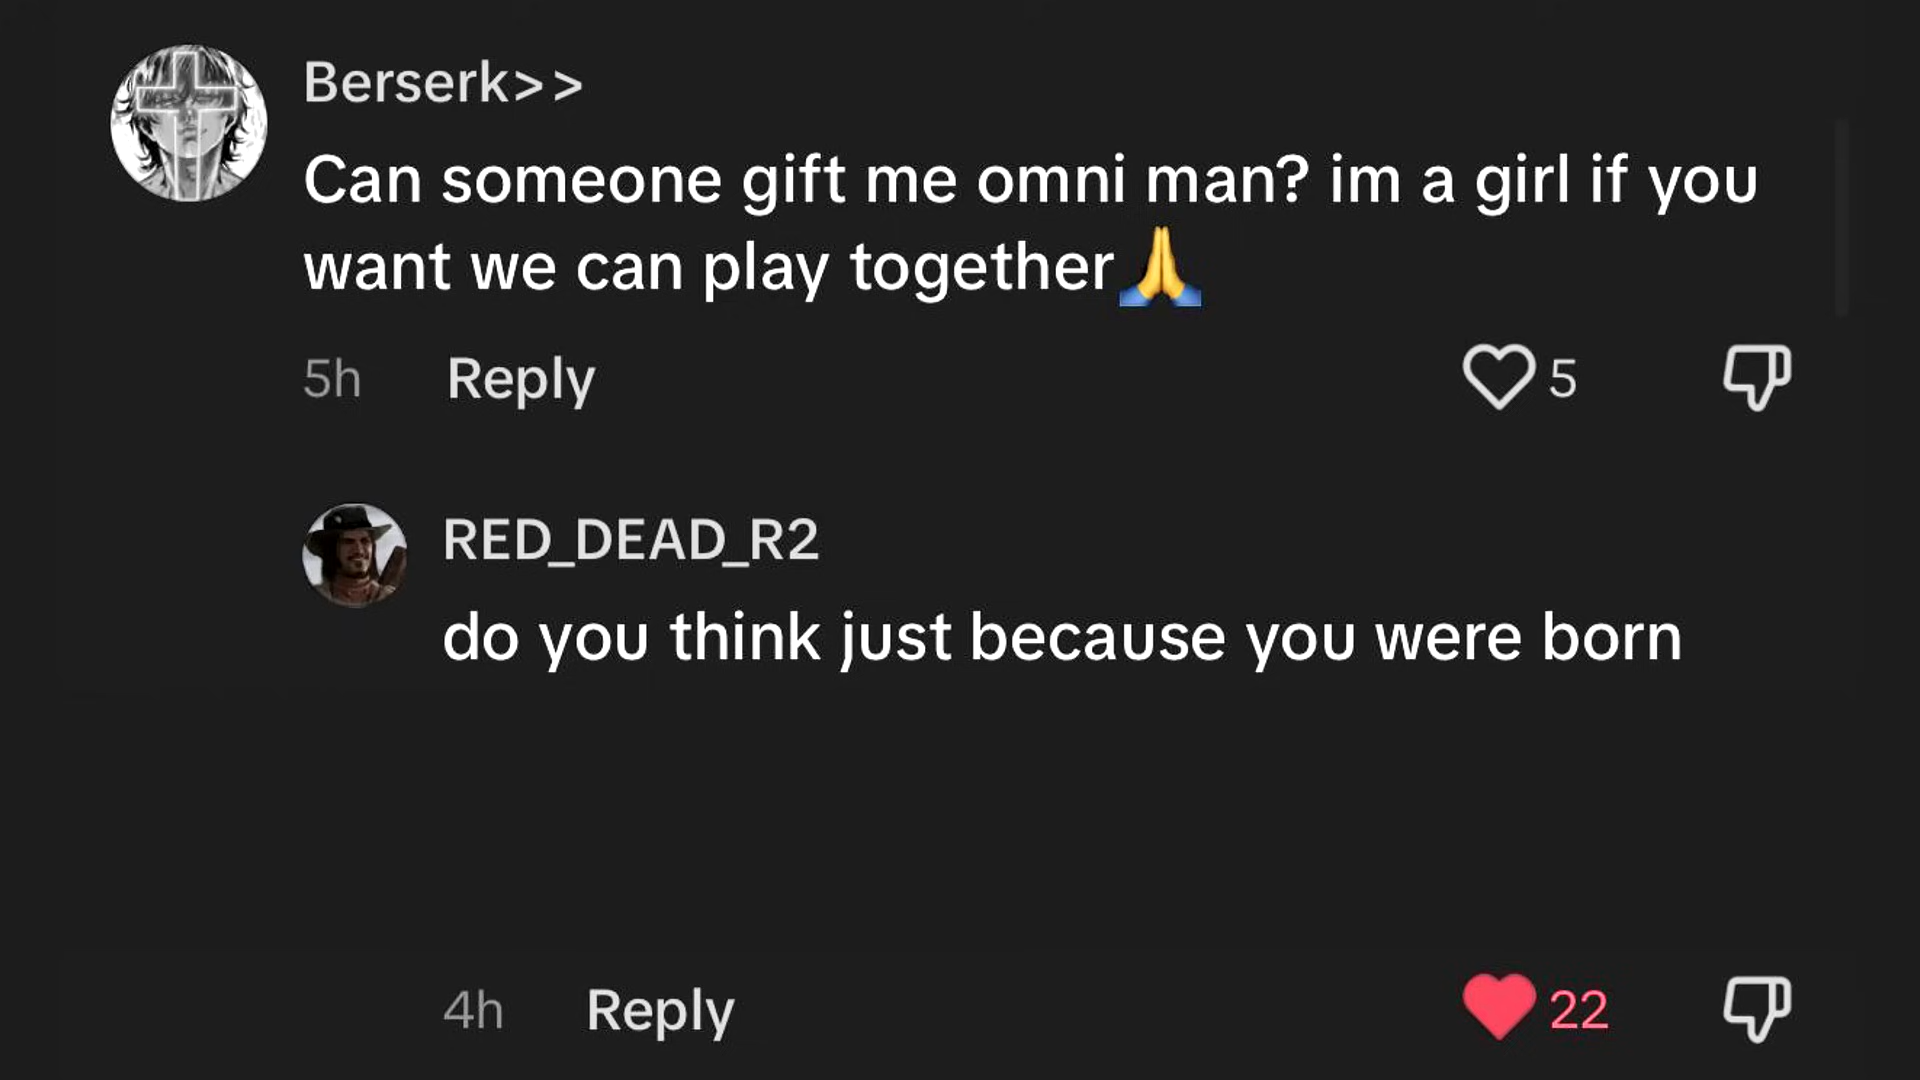 Berserk>>
Can someone gift me omni man? im a girl if you
want we can play together🙏
5h Reply 5
RED_DEAD_R2
do you think just because you were born
4h Reply 22